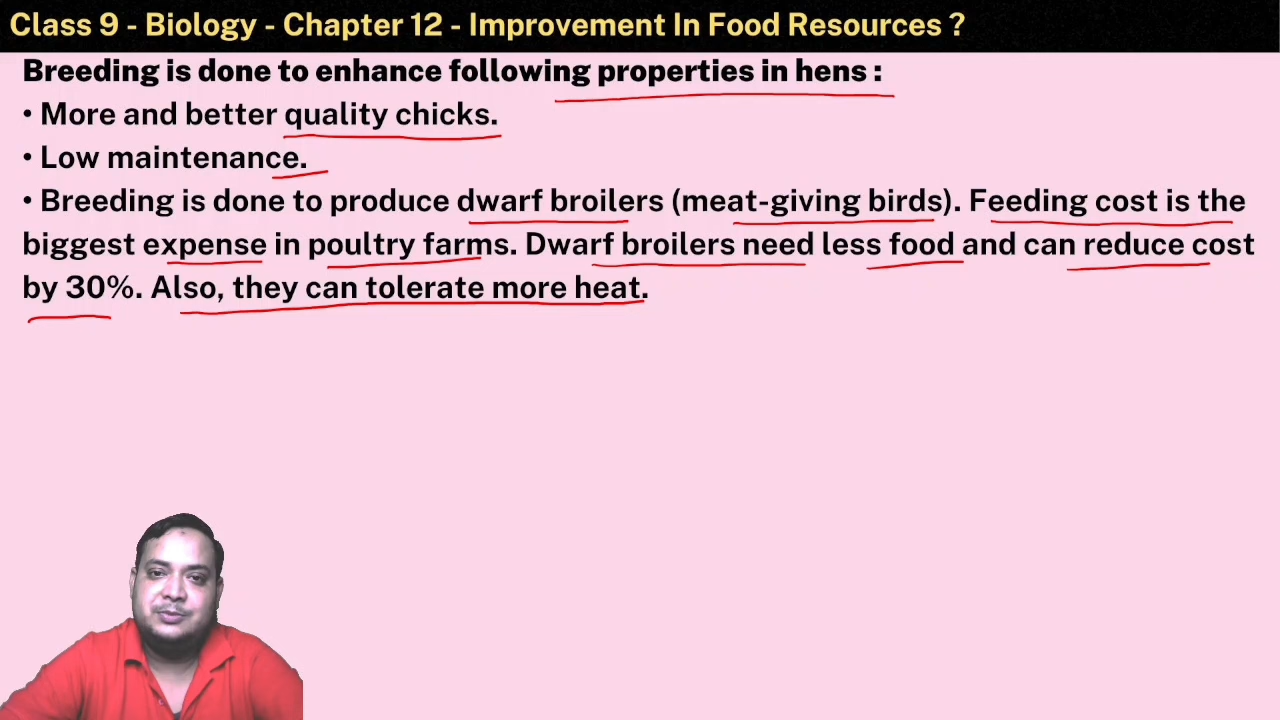 Class 9 - Biology - Chapter 12 - Improvement In Food Resources ?
Breeding is done to enhance following properties in hens :
• More and better quality chicks.
• Low maintenance.
• Breeding is done to produce dwarf broilers (meat-giving birds). Feeding cost is the
biggest expense in poultry farms. Dwarf broilers need less food and can reduce cost
by 30%. Also, they can tolerate more heat.